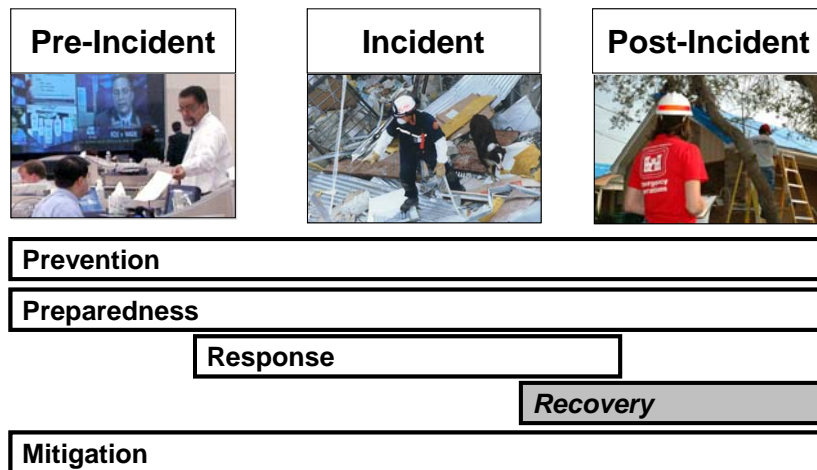 Pre-Incident
Incident
Post-Incident
Prevention
Preparedness
Response
Recovery
Mitigation